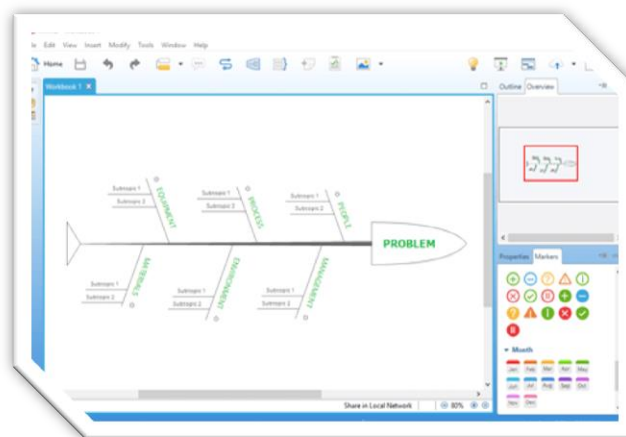 Edit View Insert Modify Tools Window Help
Home
Workbook 1
Outline Overview
Subtopic 1
Subtopic 2
EQUIPMENT
Subtopic 1
Subtopic 2
PROCESS
Subtopic 1
Subtopic 2
PEOPLE
PROBLEM
MATERIALS
Subtopic 1
Subtopic 2
ENVIRONMENT
Subtopic 1
Subtopic 2
MANAGEMENT
Subtopic 1
Subtopic 2
Properties Markers
Month
Jan Feb Mar Apr May
Jun Jul Aug Sep Oct
Nov Dec
Share in Local Network 80%